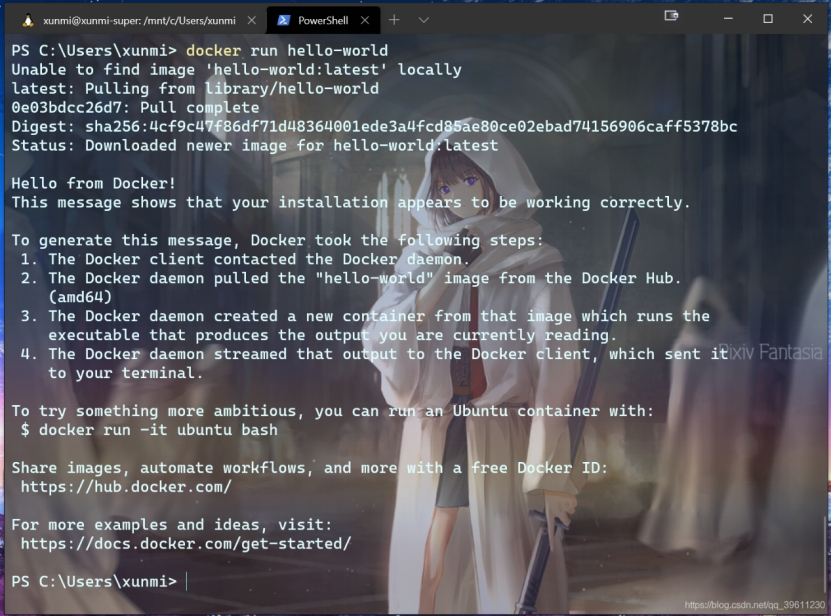 xunmi@xunmi-super: /mnt/c/Users/xunmi
PowerShell
PS C:\Users\xunmi> docker run hello-world
Unable to find image 'hello-world:latest' locally
latest: Pulling from library/hello-world
0e03bdcc26d7: Pull complete
Digest: sha256:4cf9c47f86df71d48364001ede3a4fcd85ae80ce02ebad74156906caff5378bc
Status: Downloaded newer image for hello-world:latest
Hello from Docker!
This message shows that your installation appears to be working correctly.
To generate this message, Docker took the following steps:
1. The Docker client contacted the Docker daemon.
2. The Docker daemon pulled the "hello-world" image from the Docker Hub.
(amd64)
3. The Docker daemon created a new container from that image which runs the
executable that produces the output you are currently reading.
4. The Docker daemon streamed that output to the Docker client, which sent it
to your terminal.
Pixiv Fantasia
To try something more ambitious, you can run an Ubuntu container with:
$ docker run -it ubuntu bash
Share images, automate workflows, and more with a free Docker ID:
https://hub.docker.com/
For more examples and ideas, visit:
https://docs.docker.com/get-started/
PS C:\Users\xunmi>
https://blog.csdn.net/qq_39611230